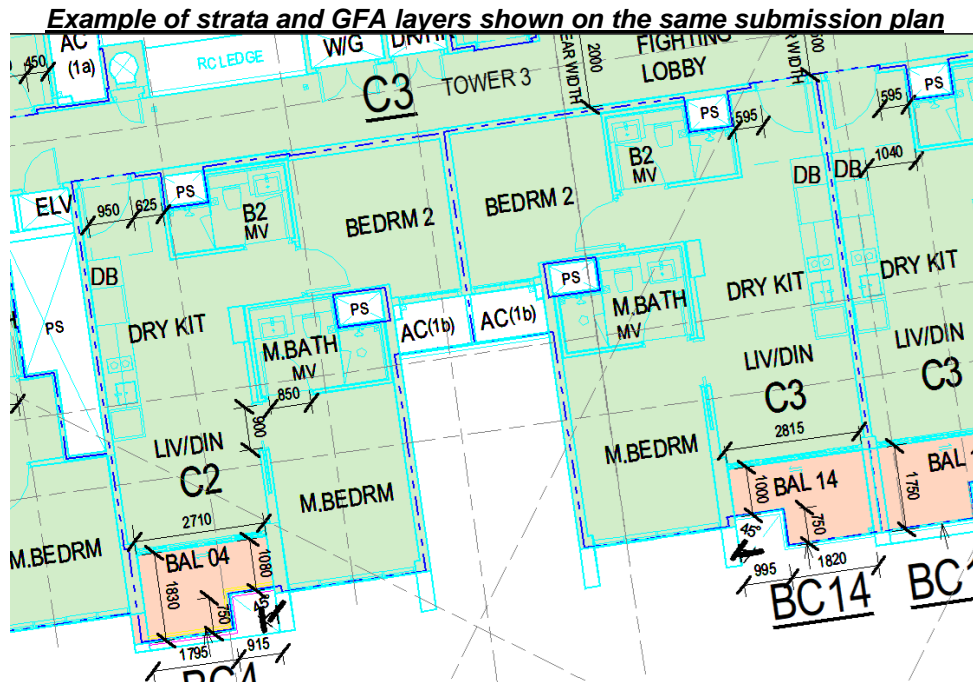 Example of strata and GFA layers shown on the same submission plan
450
AC
(1a)
RC LEDGE
W/G
C3
TOWER 3
2000
FIGHTING
LOBBY
595
PS
595
PS
B2
MV
DB
DB
1040
ELV
950
625
PS
B2
MV
BEDRM 2
BEDRM 2
DB
PS
DRY KIT
PS
M.BATH
MV
850
AC(1b)
AC(1b)
PS
M.BATH
MV
DRY KIT
DRY KIT
LIV/DIN
C3
LIV/DIN
C3
900
LIV/DIN
C2
M.BEDRM
M.BEDRM
2815
2710
M.BEDRM
BAL 04
1830
1080
750
45°
1795
915
1000
BAL 14
750
45°
1750
995
1820
BC14